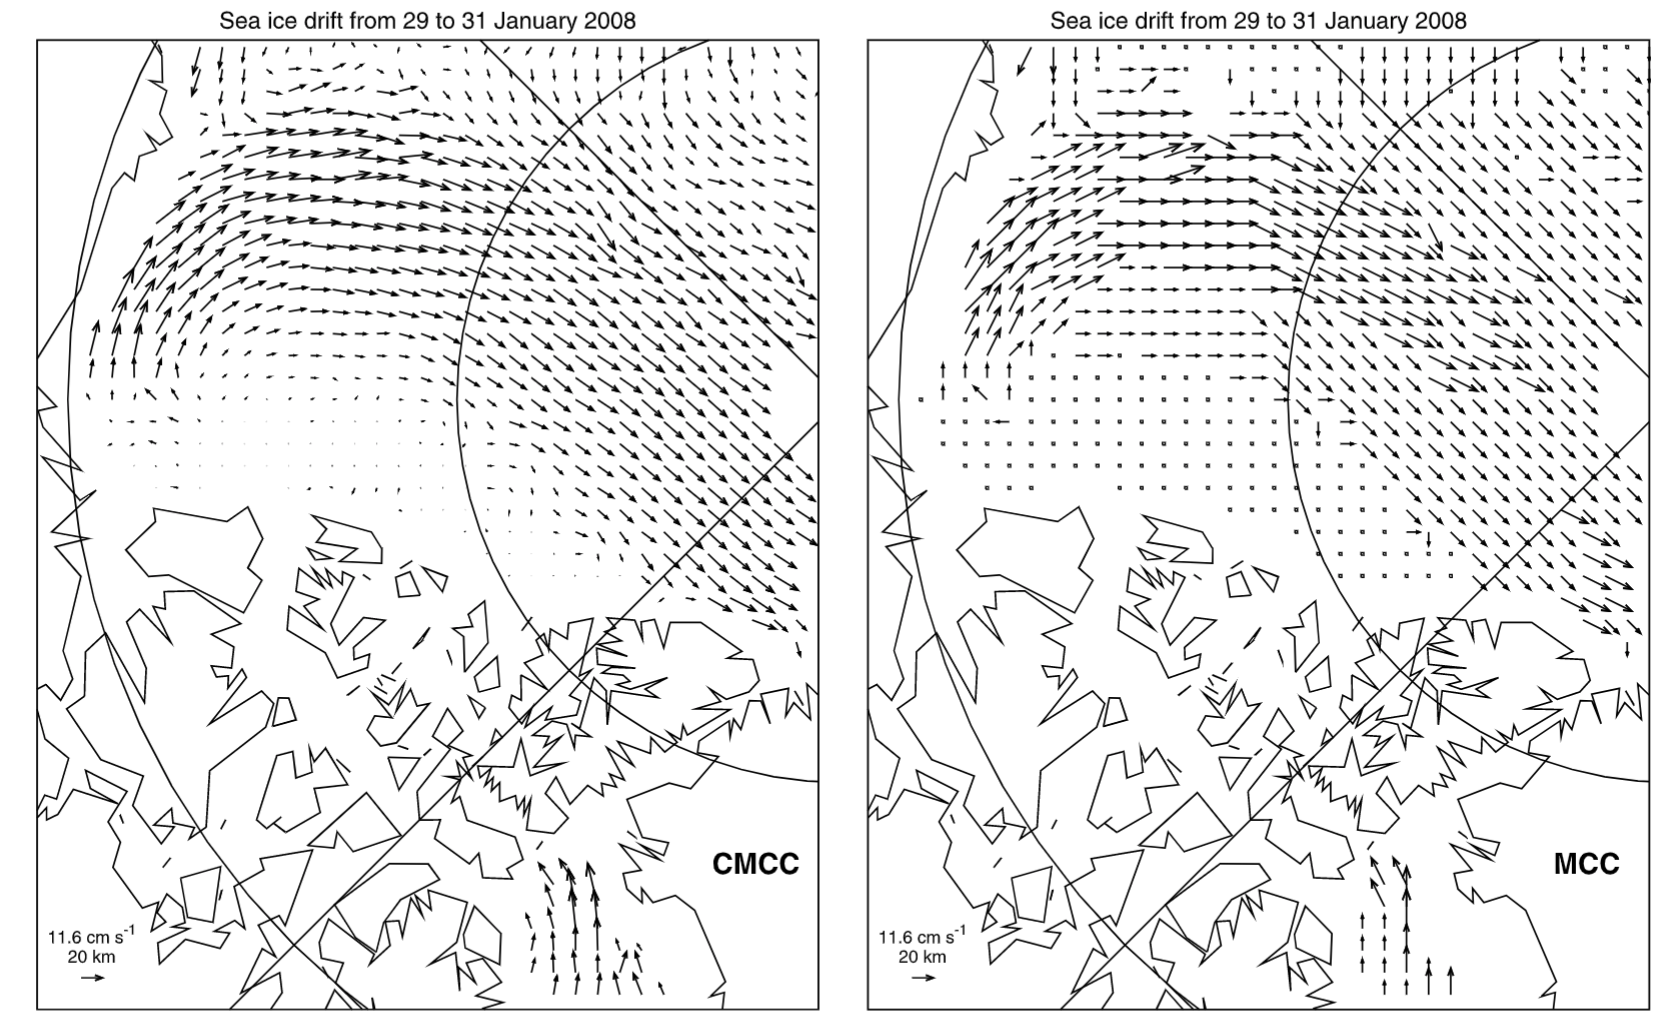 Sea ice drift from 29 to 31 January 2008
CMCC
11.6 cm s-1
20 km
Sea ice drift from 29 to 31 January 2008
MCC
11.6 cm s-1
20 km